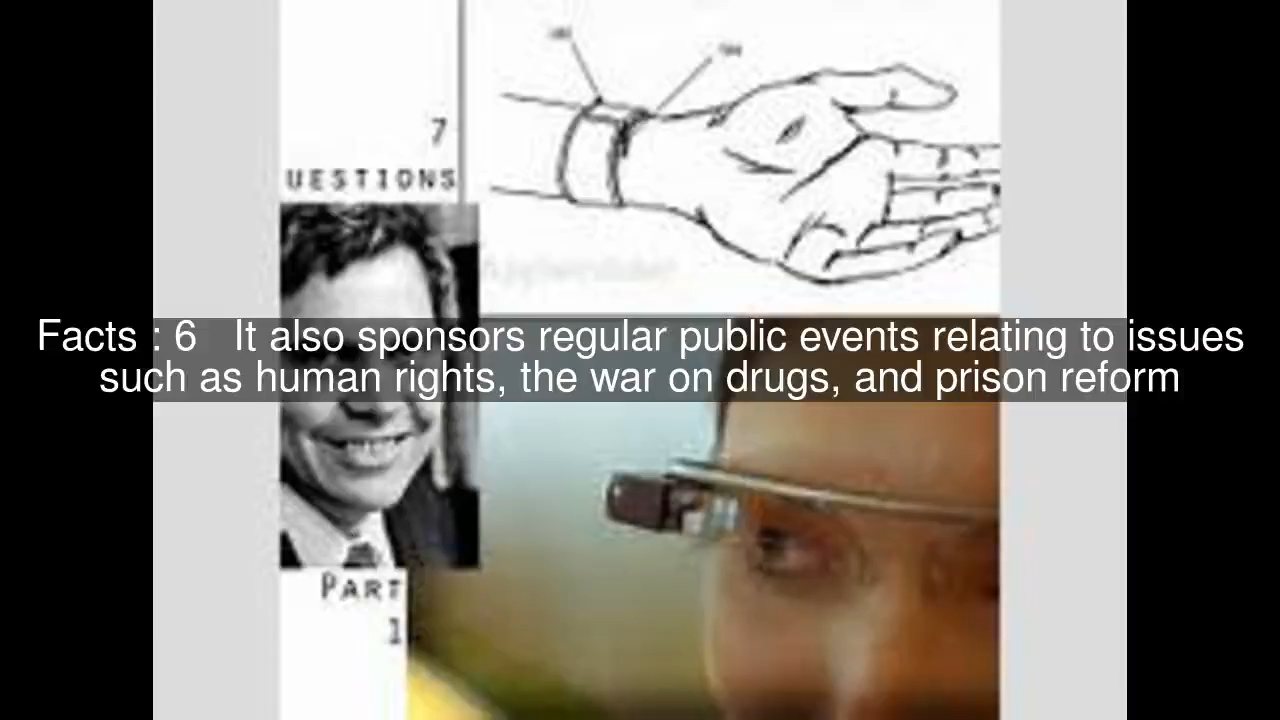 7
UESTIONS
Facts : 6 It also sponsors regular public events relating to issues
such as human rights, the war on drugs, and prison reform
PART
1